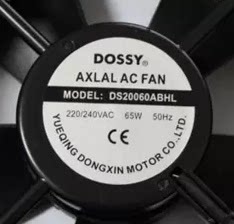 DOSSY®
AXLAL AC FAN
MODEL: DS20060ABHL
220/240VAC 65W 50Hz
CE
YUEQING DONGXIN MOTOR CO.,LTD.